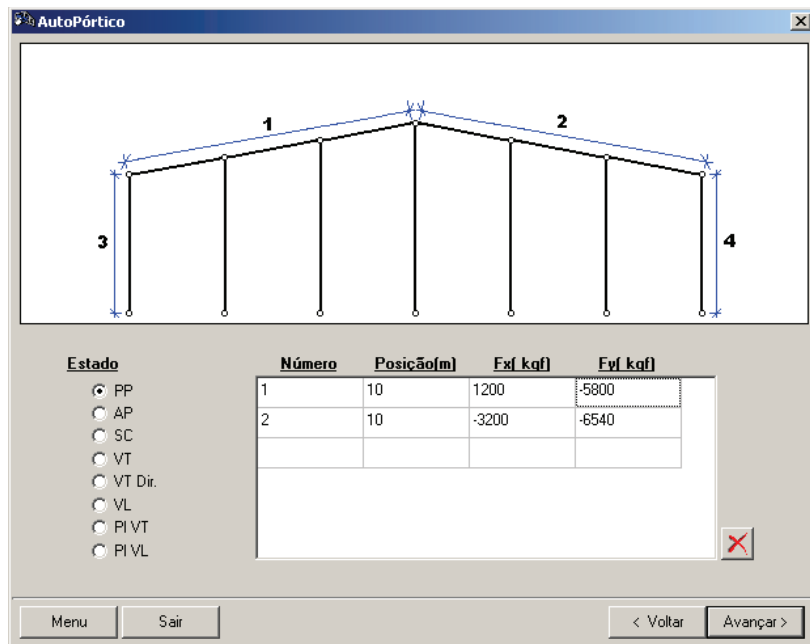 AutoPórtico
1 2
3 4
Estado
PP
AP
SC
VT
VT Dir.
VL
PI VT
PI VL
Número Posição(m) Fx( kgf) Fy( kgf)
1 10 1200 -5800
2 10 -3200 -6540
Menu Sair < Voltar Avançar >